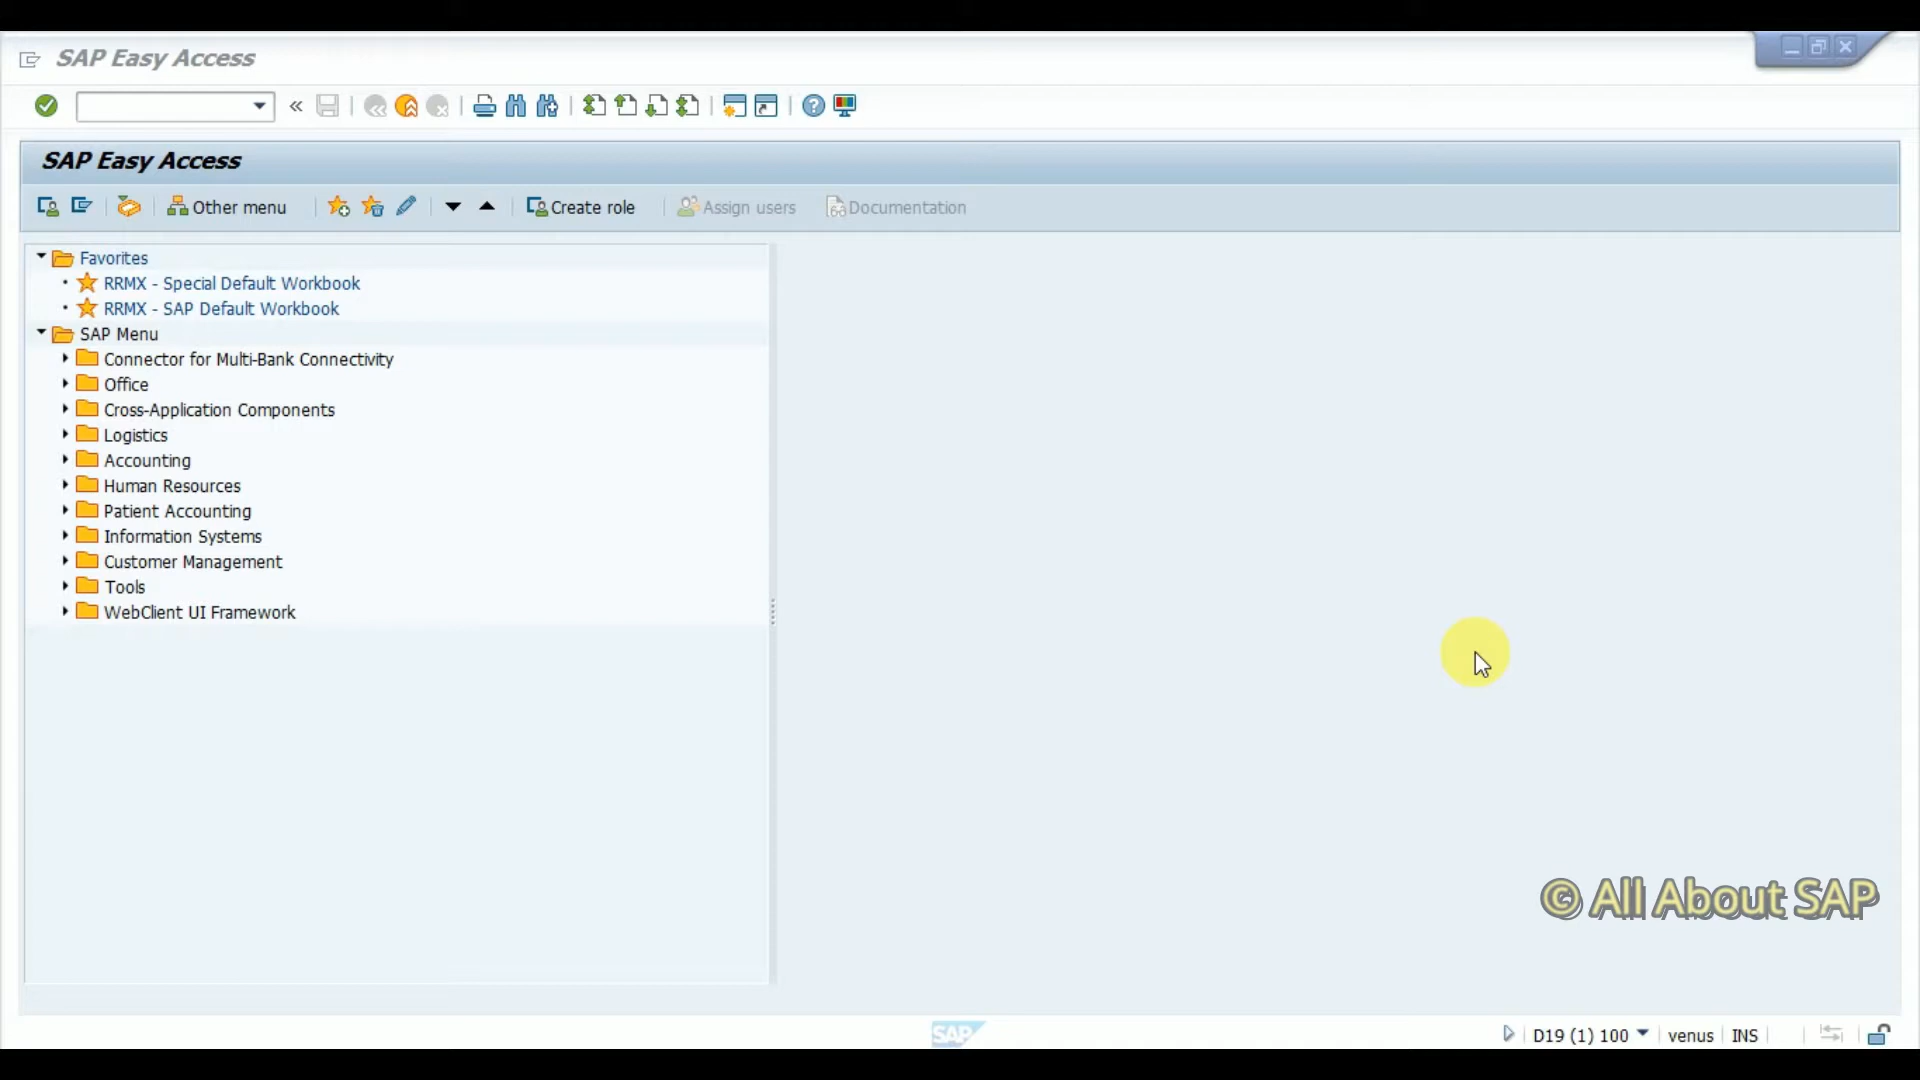 SAP Easy Access
SAP Easy Access
Other menu Create role Assign users Documentation
Favorites
RRMX - Special Default Workbook
RRMX - SAP Default Workbook
SAP Menu
Connector for Multi-Bank Connectivity
Office
Cross-Application Components
Logistics
Accounting
Human Resources
Patient Accounting
Information Systems
Customer Management
Tools
WebClient UI Framework
© All About SAP
SAP
D19 (1) 100 venus INS